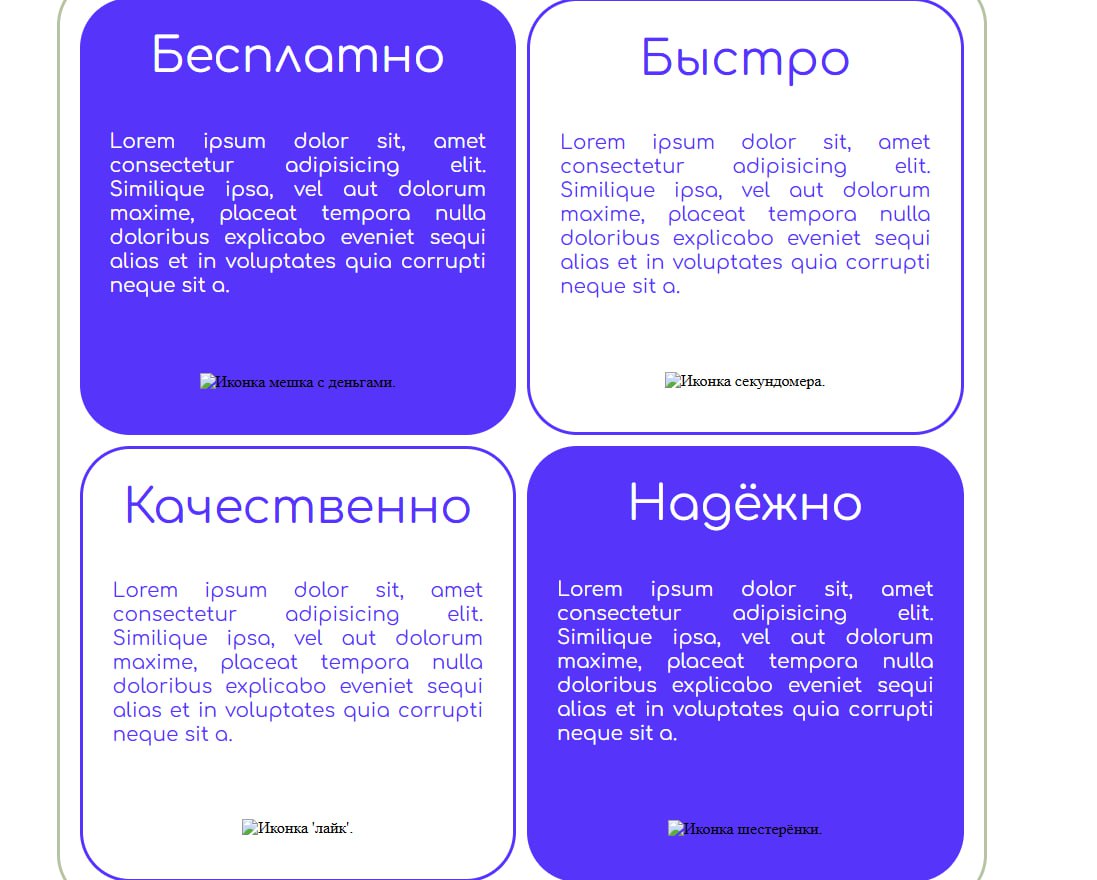 Бесплатно
Lorem ipsum dolor sit, amet
consectetur adipisicing elit.
Similique ipsa, vel aut dolorum
maxime, placeat tempora nulla
doloribus explicabo eveniet sequi
alias et in voluptates quia corrupti
neque sit a.
Иконка мешка с деньгами.
Быстро
Lorem ipsum dolor sit, amet
consectetur adipisicing elit.
Similique ipsa, vel aut dolorum
maxime, placeat tempora nulla
doloribus explicabo eveniet sequi
alias et in voluptates quia corrupti
neque sit a.
Иконка секундомера.
Качественно
Lorem ipsum dolor sit, amet
consectetur adipisicing elit.
Similique ipsa, vel aut dolorum
maxime, placeat tempora nulla
doloribus explicabo eveniet sequi
alias et in voluptates quia corrupti
neque sit a.
Иконка 'лайк'.
Надёжно
Lorem ipsum dolor sit, amet
consectetur adipisicing elit.
Similique ipsa, vel aut dolorum
maxime, placeat tempora nulla
doloribus explicabo eveniet sequi
alias et in voluptates quia corrupti
neque sit a.
Иконка шестерёнки.